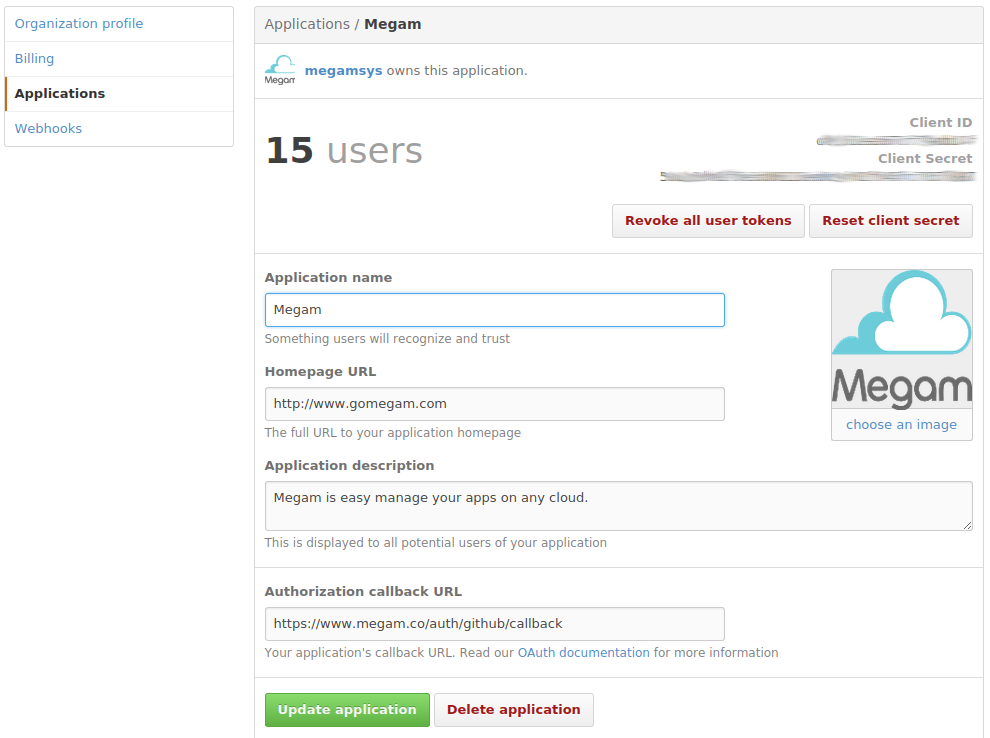 Organization profile
Billing
Applications
Webhooks
Applications / Megam
Megam
megamsys owns this application.
15 users
Client ID
Client Secret
Revoke all user tokens
Reset client secret
Application name
Megam
Something users will recognize and trust
Homepage URL
http://www.gomegam.com
The full URL to your application homepage
Megam
choose an image
Application description
Megam is easy manage your apps on any cloud.
This is displayed to all potential users of your application
Authorization callback URL
https://www.megam.co/auth/github/callback
Your application's callback URL. Read our OAuth documentation for more information
Update application
Delete application